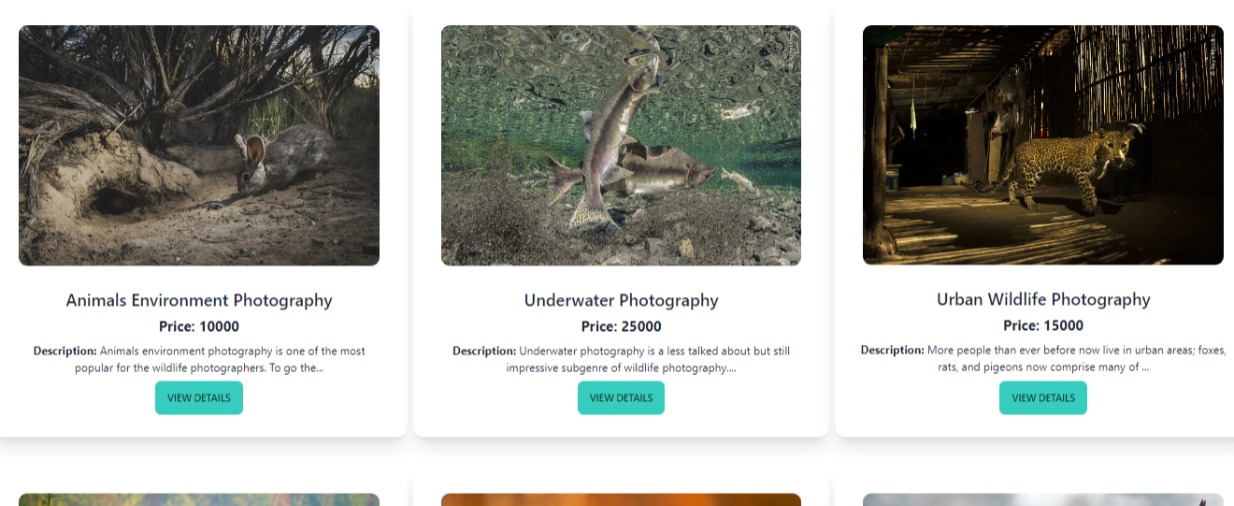 Animals Environment Photography
Price: 10000
Description: Animals environment photography is one of the most
popular for the wildlife photographers. To go the...
VIEW DETAILS
Underwater Photography
Price: 25000
Description: Underwater photography is a less talked about but still
impressive subgenre of wildlife photography....
VIEW DETAILS
Urban Wildlife Photography
Price: 15000
Description: More people than ever before now live in urban areas; foxes,
rats, and pigeons now comprise many of ...
VIEW DETAILS